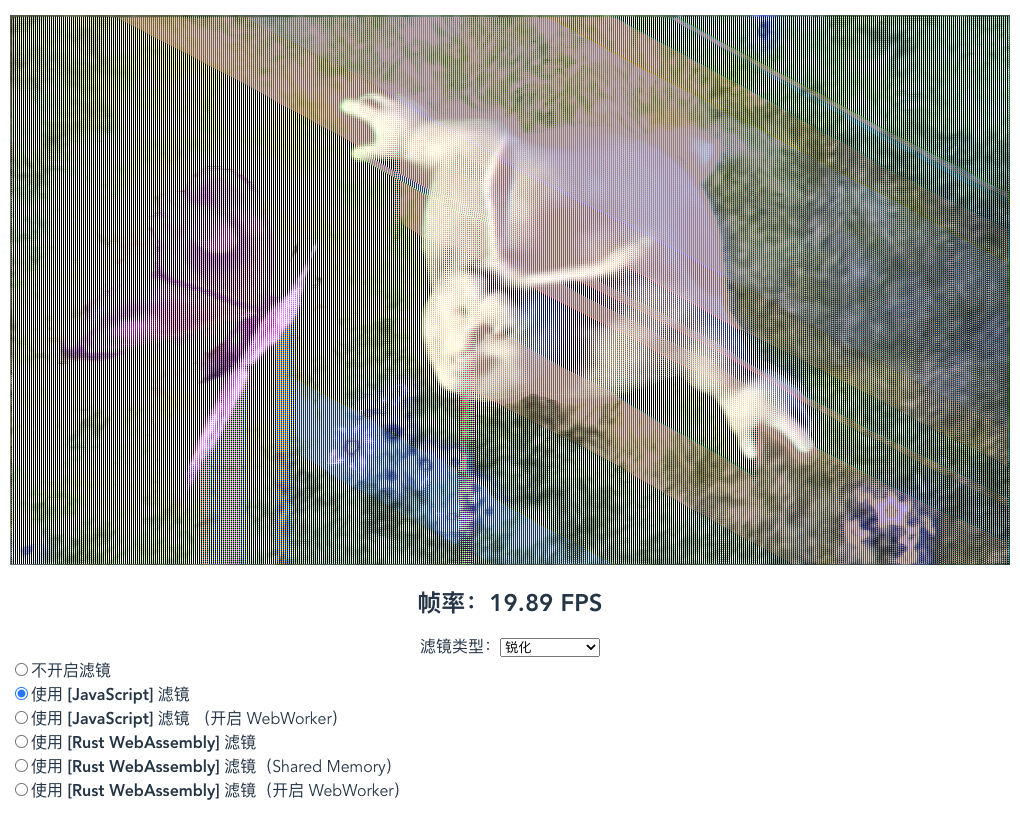 帧率：19.89 FPS
滤镜类型： 锐化
不开启滤镜
使用 [JavaScript] 滤镜
使用 [JavaScript] 滤镜 （开启 WebWorker）
使用 [Rust WebAssembly] 滤镜
使用 [Rust WebAssembly] 滤镜（Shared Memory）
使用 [Rust WebAssembly] 滤镜（开启 WebWorker）